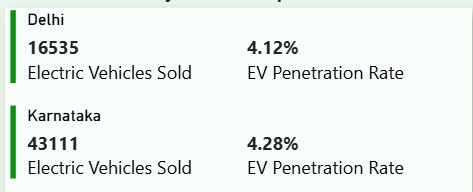 Delhi
16535 4.12%
Electric Vehicles Sold EV Penetration Rate
Karnataka
43111 4.28%
Electric Vehicles Sold EV Penetration Rate